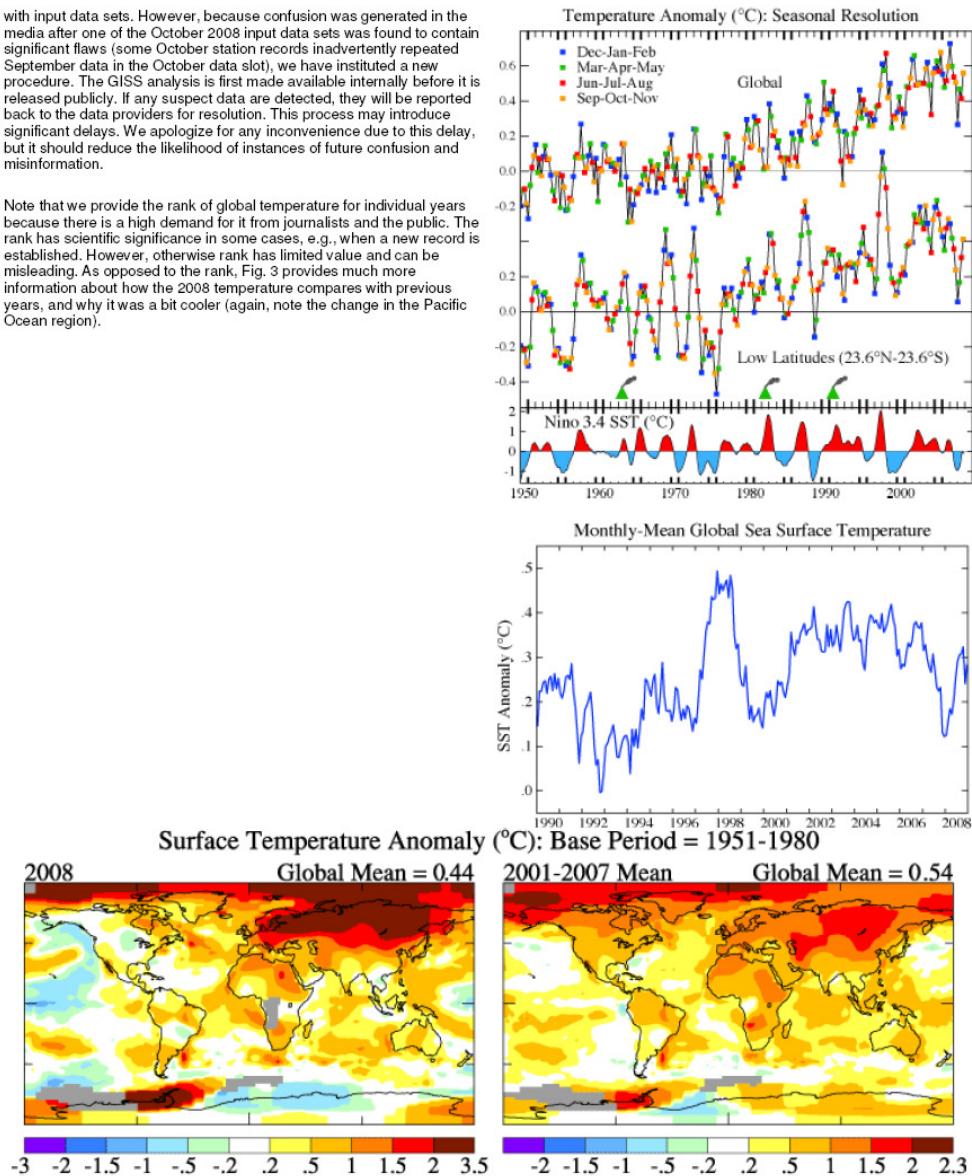 with input data sets. However, because confusion was generated in the
media after one of the October 2008 input data sets was found to contain
significant flaws (some October station records inadvertently repeated
September data in the October data slot), we have instituted a new
procedure. The GISS analysis is first made available internally before it is
released publicly. If any suspect data are detected, they will be reported
back to the data providers for resolution. This process may introduce
significant delays. We apologize for any inconvenience due to this delay,
but it should reduce the likelihood of instances of future confusion and
misinformation.
Note that we provide the rank of global temperature for individual years
because there is a high demand for it from journalists and the public. The
rank has scientific significance in some cases, e.g., when a new record is
established. However, otherwise rank has limited value and can be
misleading. As opposed to the rank, Fig. 3 provides much more
information about how the 2008 temperature compares with previous
years, and why it was a bit cooler (again, note the change in the Pacific
Ocean region).
Temperature Anomaly (°C): Seasonal Resolution
Dec-Jan-Feb
Mar-Apr-May
Jun-Jul-Aug
Sep-Oct-Nov
Global
0.6
0.4
0.2
0.0
-0.2
0.2
0.0
-0.2
-0.4
Low Latitudes (23.6°N-23.6°S)
Nino 3.4 SST (°C)
2
1
0
-1
1950 1960 1970 1980 1990 2000
Monthly-Mean Global Sea Surface Temperature
SST Anomaly (°C)
.5
.4
.3
.2
.1
.0
1990 1992 1994 1996 1998 2000 2002 2004 2006 2008
Surface Temperature Anomaly (°C): Base Period = 1951-1980
2008 Global Mean = 0.44
2001-2007 Mean Global Mean = 0.54
-3 -2 -1.5 -1 -.5 -.2 .2 .5 1 1.5 2 3.5
-2 -1.5 -1 -.5 -.2 .2 .5 1 1.5 2 2.3